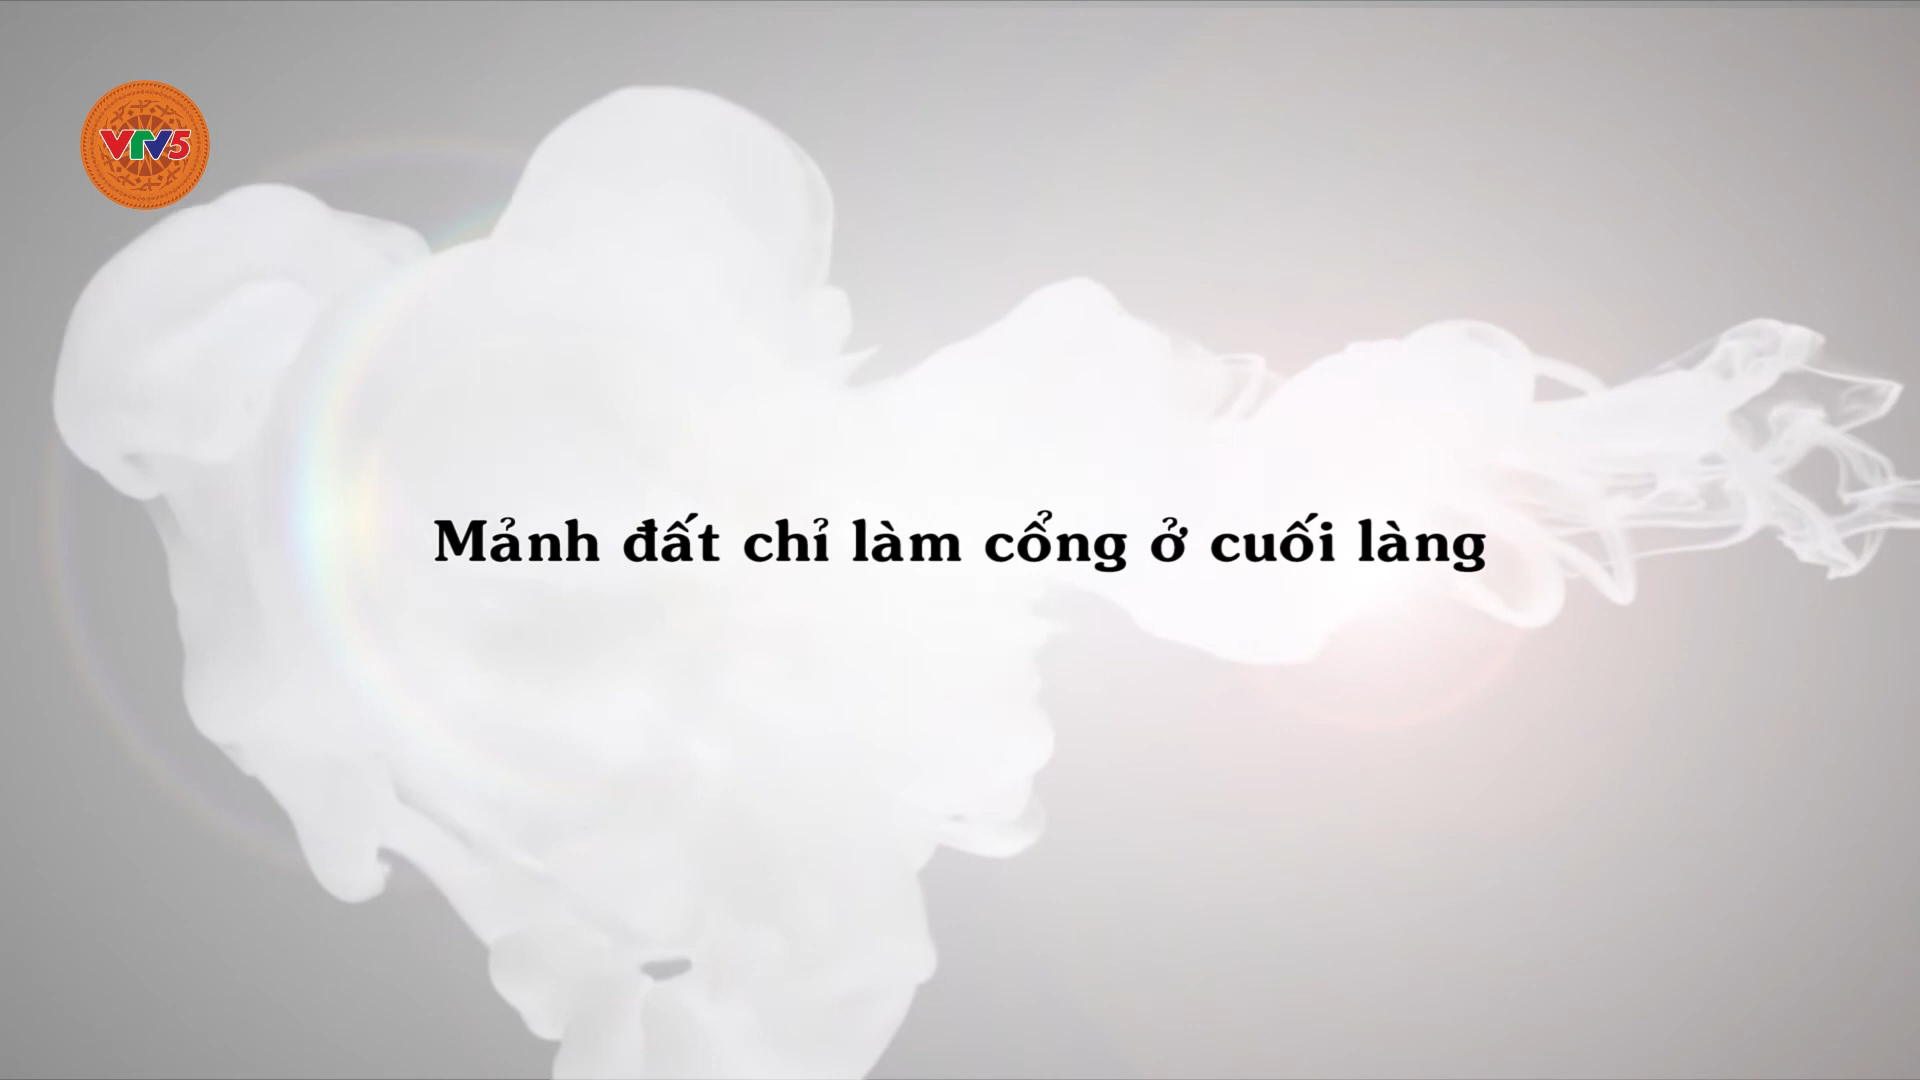 VTV5
Mảnh đất chỉ làm cổng ở cuối làng